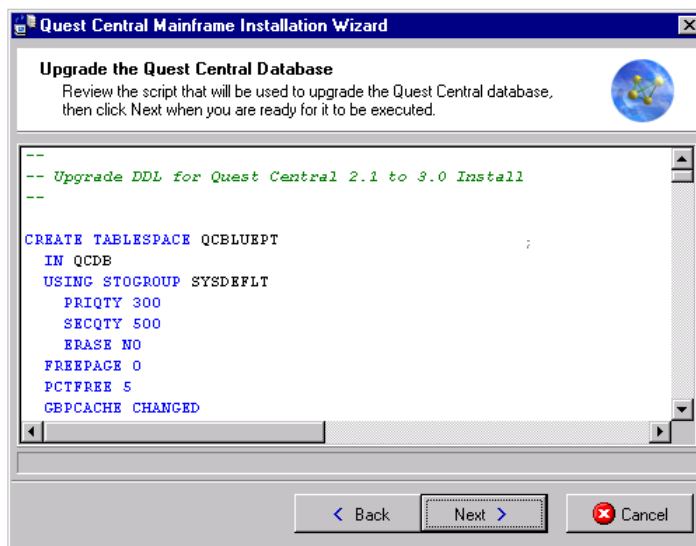 Quest Central Mainframe Installation Wizard
Upgrade the Quest Central Database
Review the script that will be used to upgrade the Quest Central database,
then click Next when you are ready for it to be executed.
--
-- Upgrade DDL for Quest Central 2.1 to 3.0 Install
--
CREATE TABLESPACE QCBLUEPT ;
IN QCDB
USING STOGROUP SYSDEFLT
PRIQTY 300
SECQTY 500
ERASE NO
FREEPAGE 0
PCTFREE 5
GBPCACHE CHANGED
< Back Next > Cancel